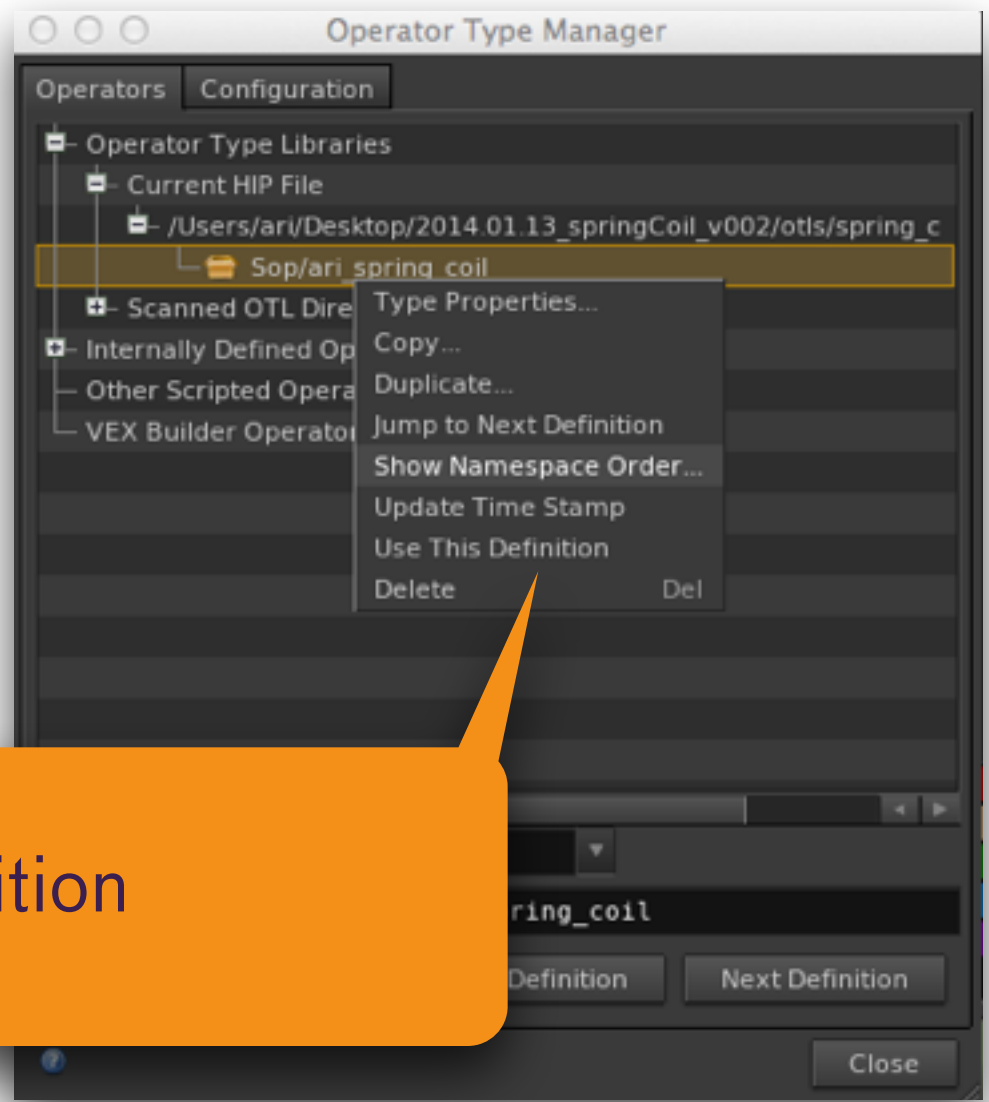 Operator Type Manager
Operators Configuration
Operator Type Libraries
Current HIP File
/Users/ari/Desktop/2014.01.13_springCoil_v002/otls/spring_c
Sop/ari_spring_coil
Scanned OTL Dire
Type Properties...
Internally Defined Op
Copy...
Other Scripted Opera
Duplicate...
VEX Builder Operator
Jump to Next Definition
Show Namespace Order...
Update Time Stamp
Use This Definition
Delete Del
ition
ring_coil
Definition
Next Definition
Close